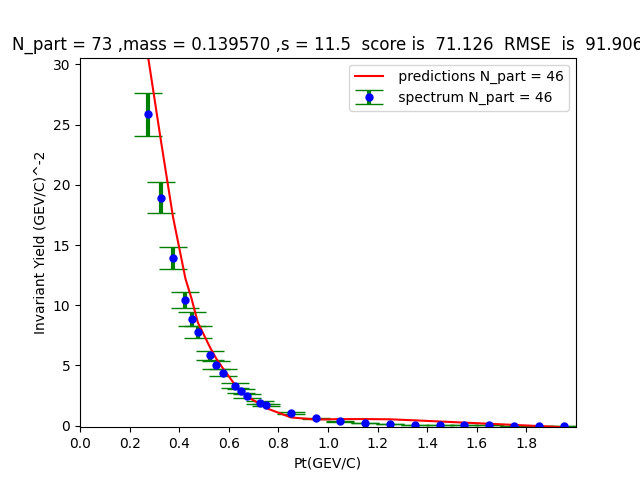 N_part = 73 ,mass = 0.139570 ,s = 11.5  score is  71.126  RMSE  is  91.906
predictions N_part = 46
spectrum N_part = 46
Invariant Yield (GEV/C)^-2
30
25
20
15
10
5
0
0.0 0.2 0.4 0.6 0.8 1.0 1.2 1.4 1.6 1.8
Pt(GEV/C)